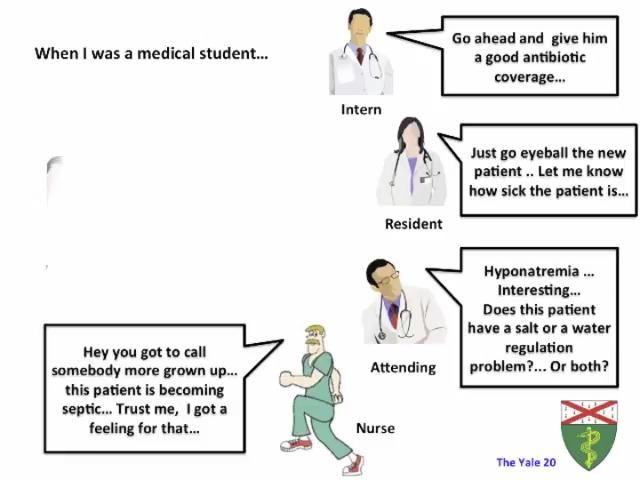 When I was a medical student...
Go ahead and give him
a good antibiotic
coverage...
Intern
Just go eyeball the new
patient .. Let me know
how sick the patient is...
Resident
Hyponatremia ...
Interesting...
Does this patient
have a salt or a water
regulation
problem?... Or both?
Attending
Hey you got to call
somebody more grown up...
this patient is becoming
septic... Trust me, I got a
feeling for that...
Nurse
The Yale 20